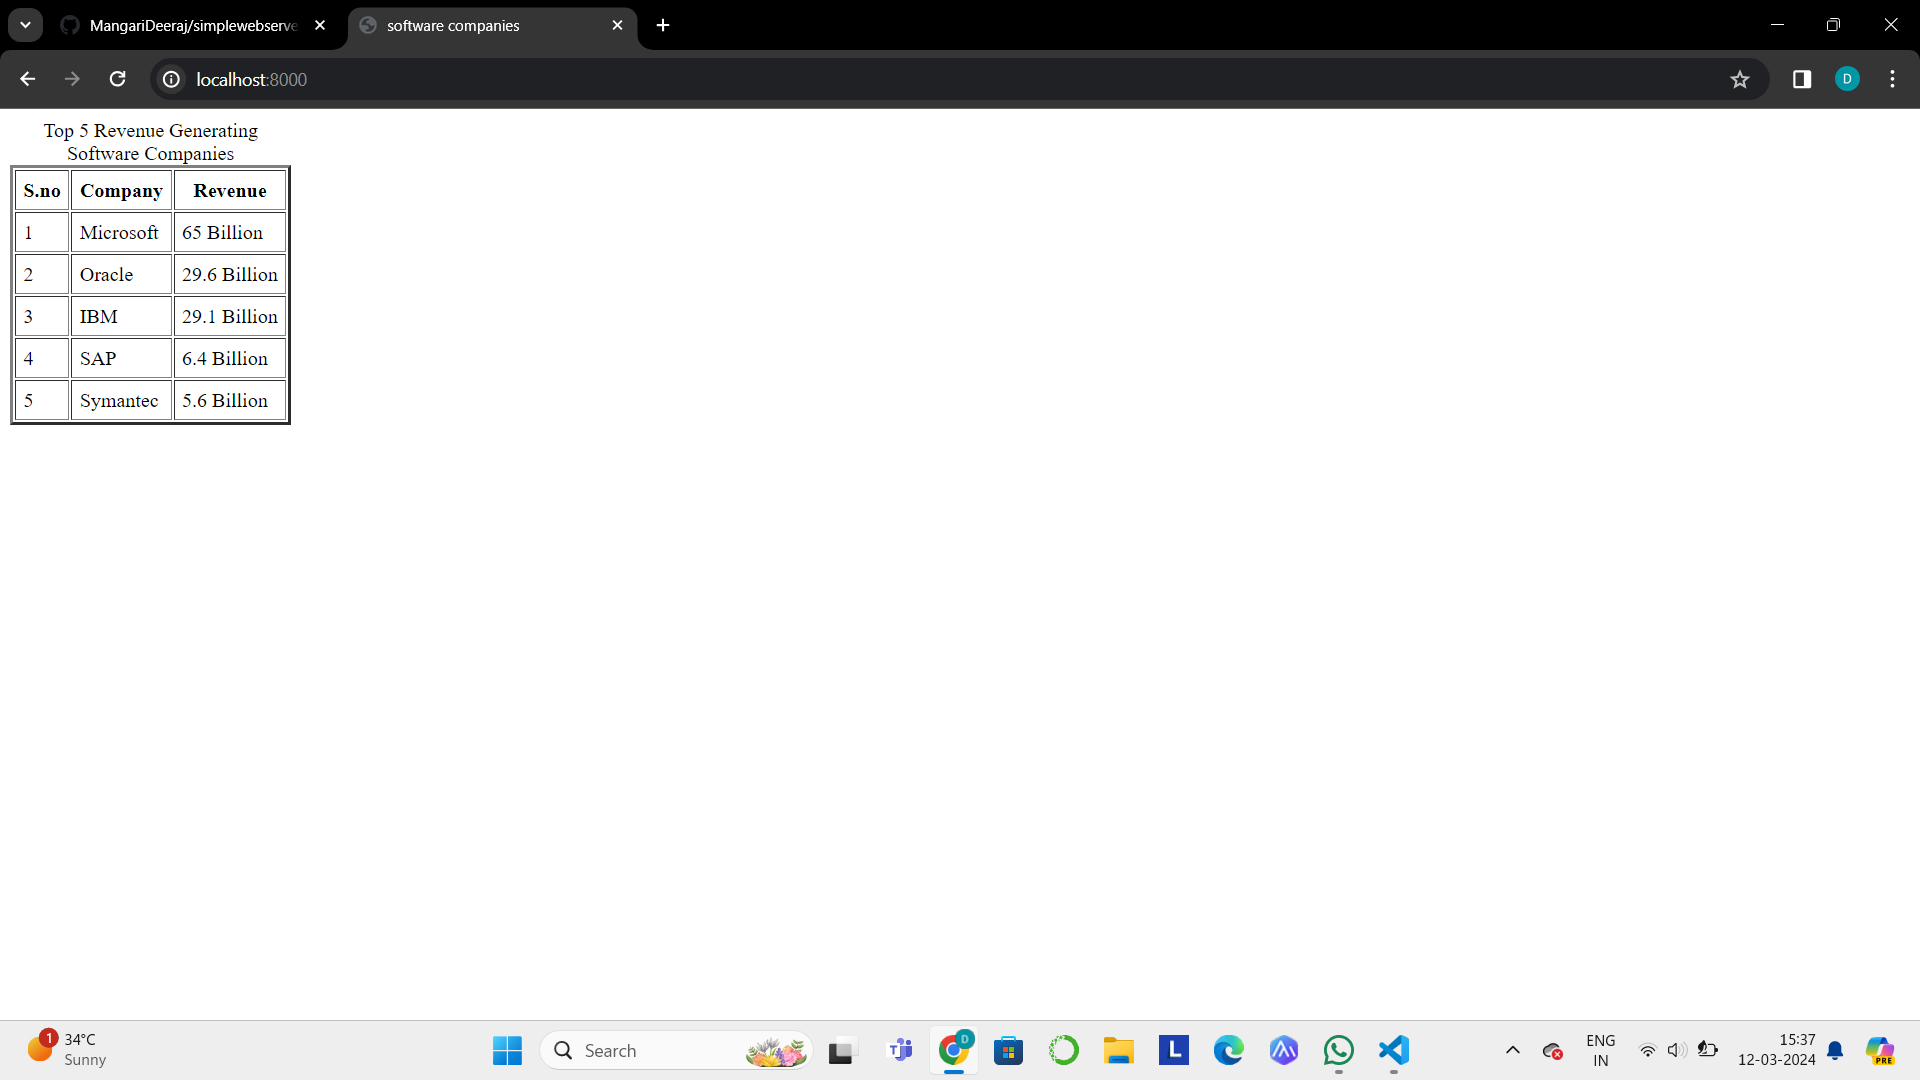 MangariDeeraj/simplewebserve
software companies
localhost:8000
D
Top 5 Revenue Generating
Software Companies
S.no Company Revenue
1 Microsoft 65 Billion
2 Oracle 29.6 Billion
3 IBM 29.1 Billion
4 SAP 6.4 Billion
5 Symantec 5.6 Billion
1
34°C
Sunny
Search
T
D
L
ENG
IN
15:37
12-03-2024
PRE